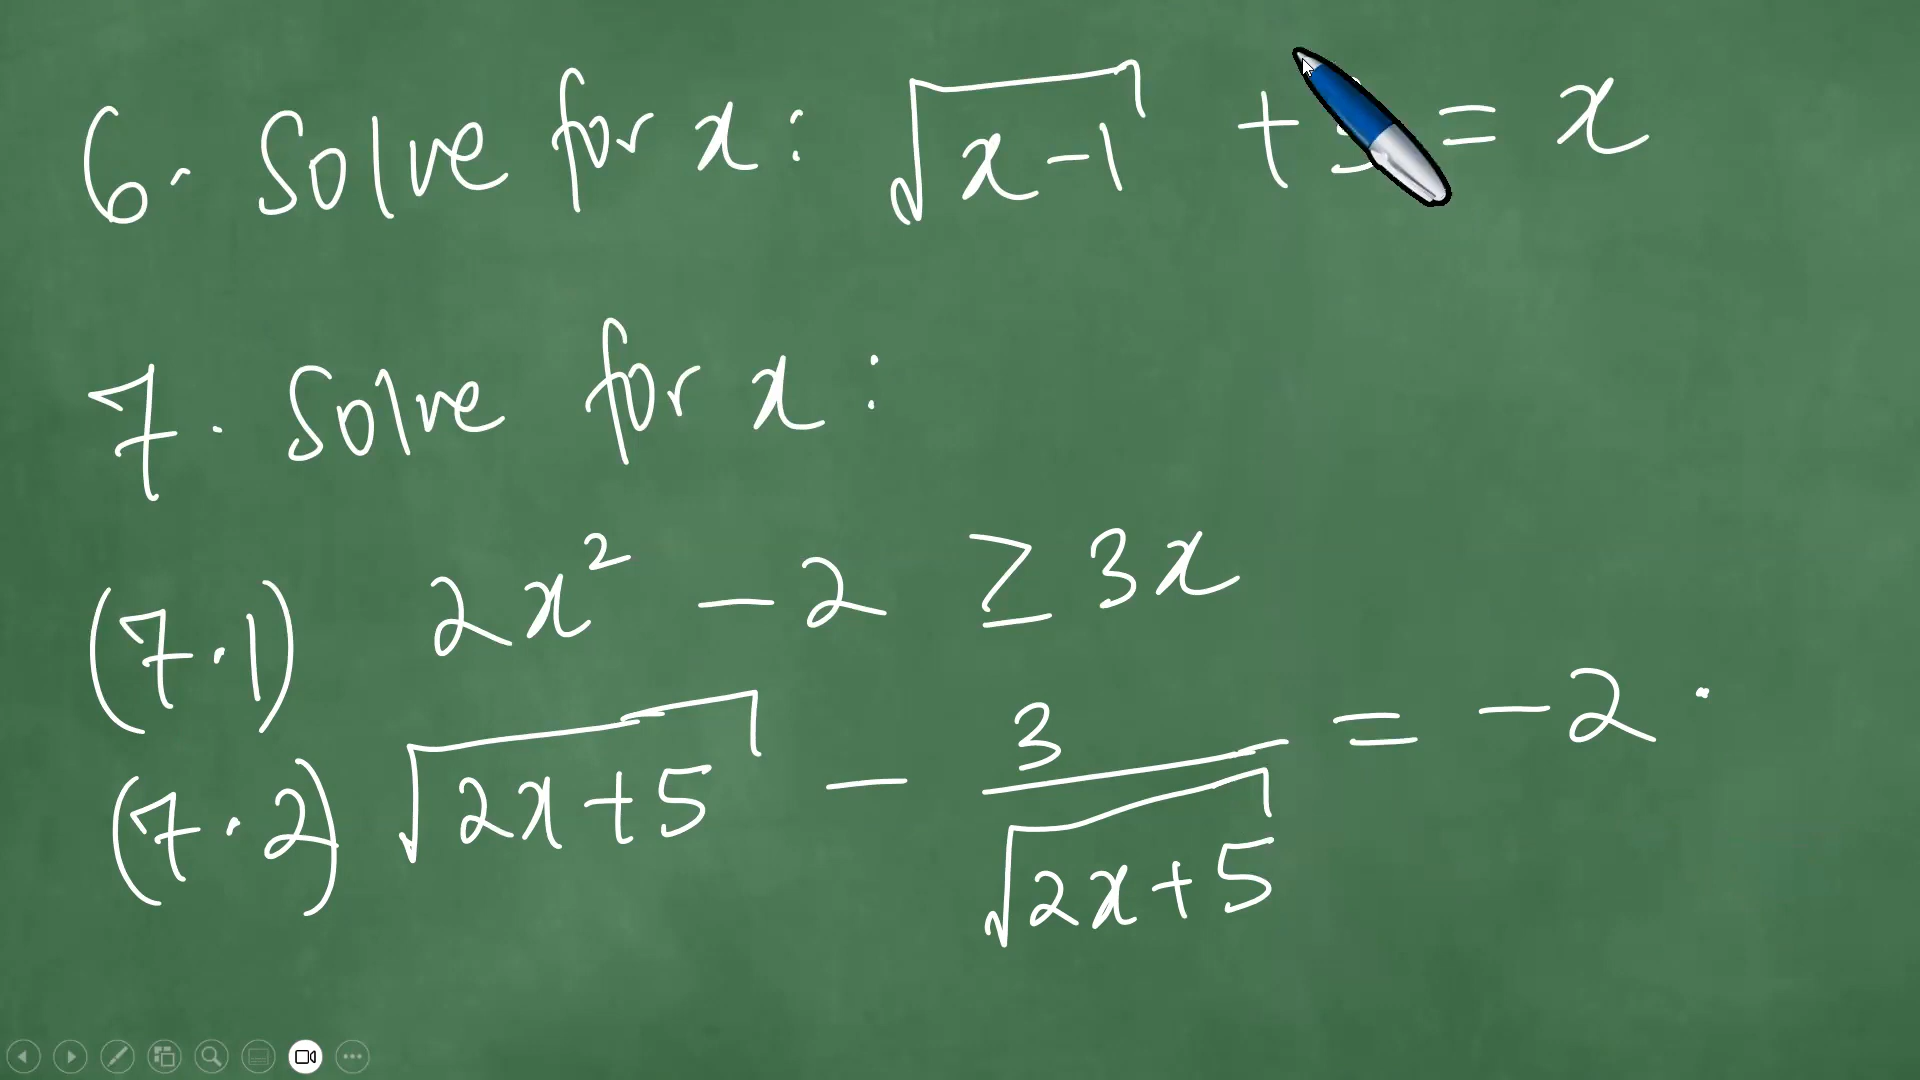 6. Solve for x: √(x-1) + = x
7. Solve for x:
(7.1) 2x² - 2 ≥ 3x
(7.2) √(2x+5) - 3/√(2x+5) = -2.